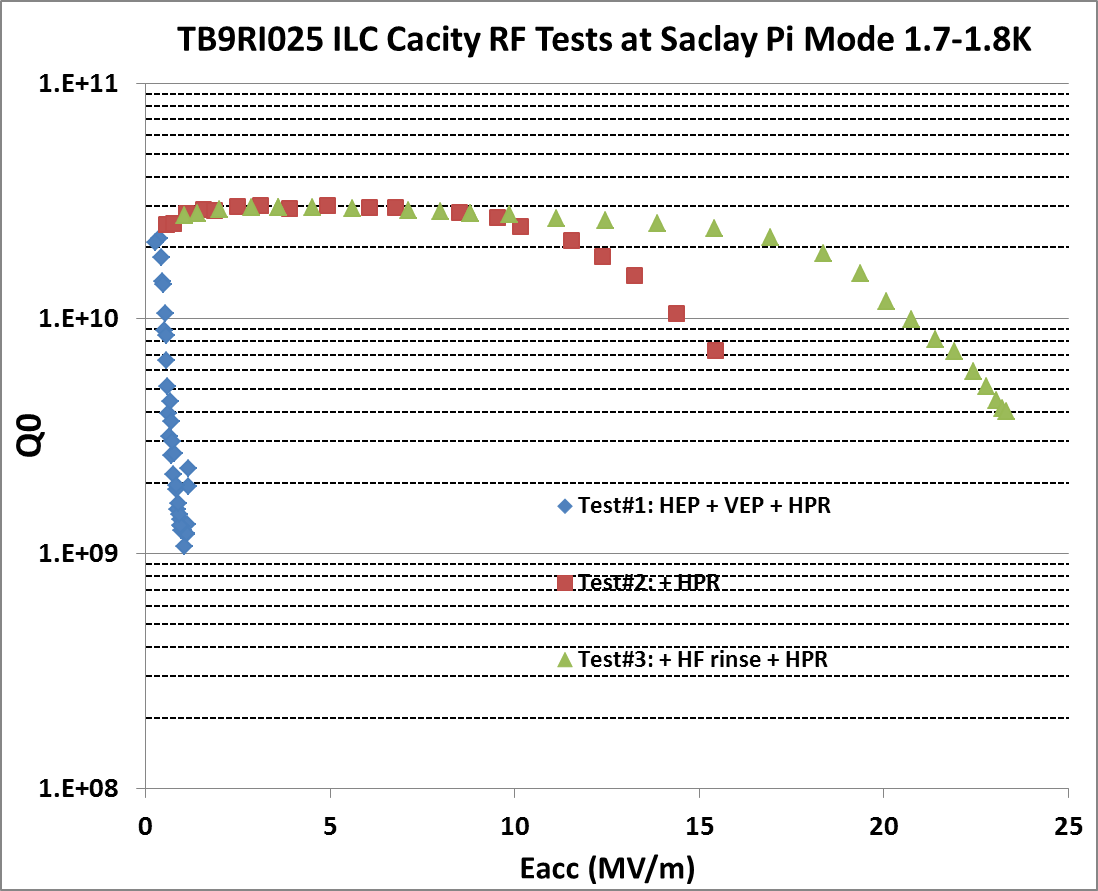 TB9RI025 ILC Cacity RF Tests at Saclay Pi Mode 1.7-1.8K
1.E+11
1.E+10
Q0
1.E+09
1.E+08
Test#1: HEP + VEP + HPR
Test#2: + HPR
Test#3: + HF rinse + HPR
0 5 10 15 20 25
Eacc (MV/m)